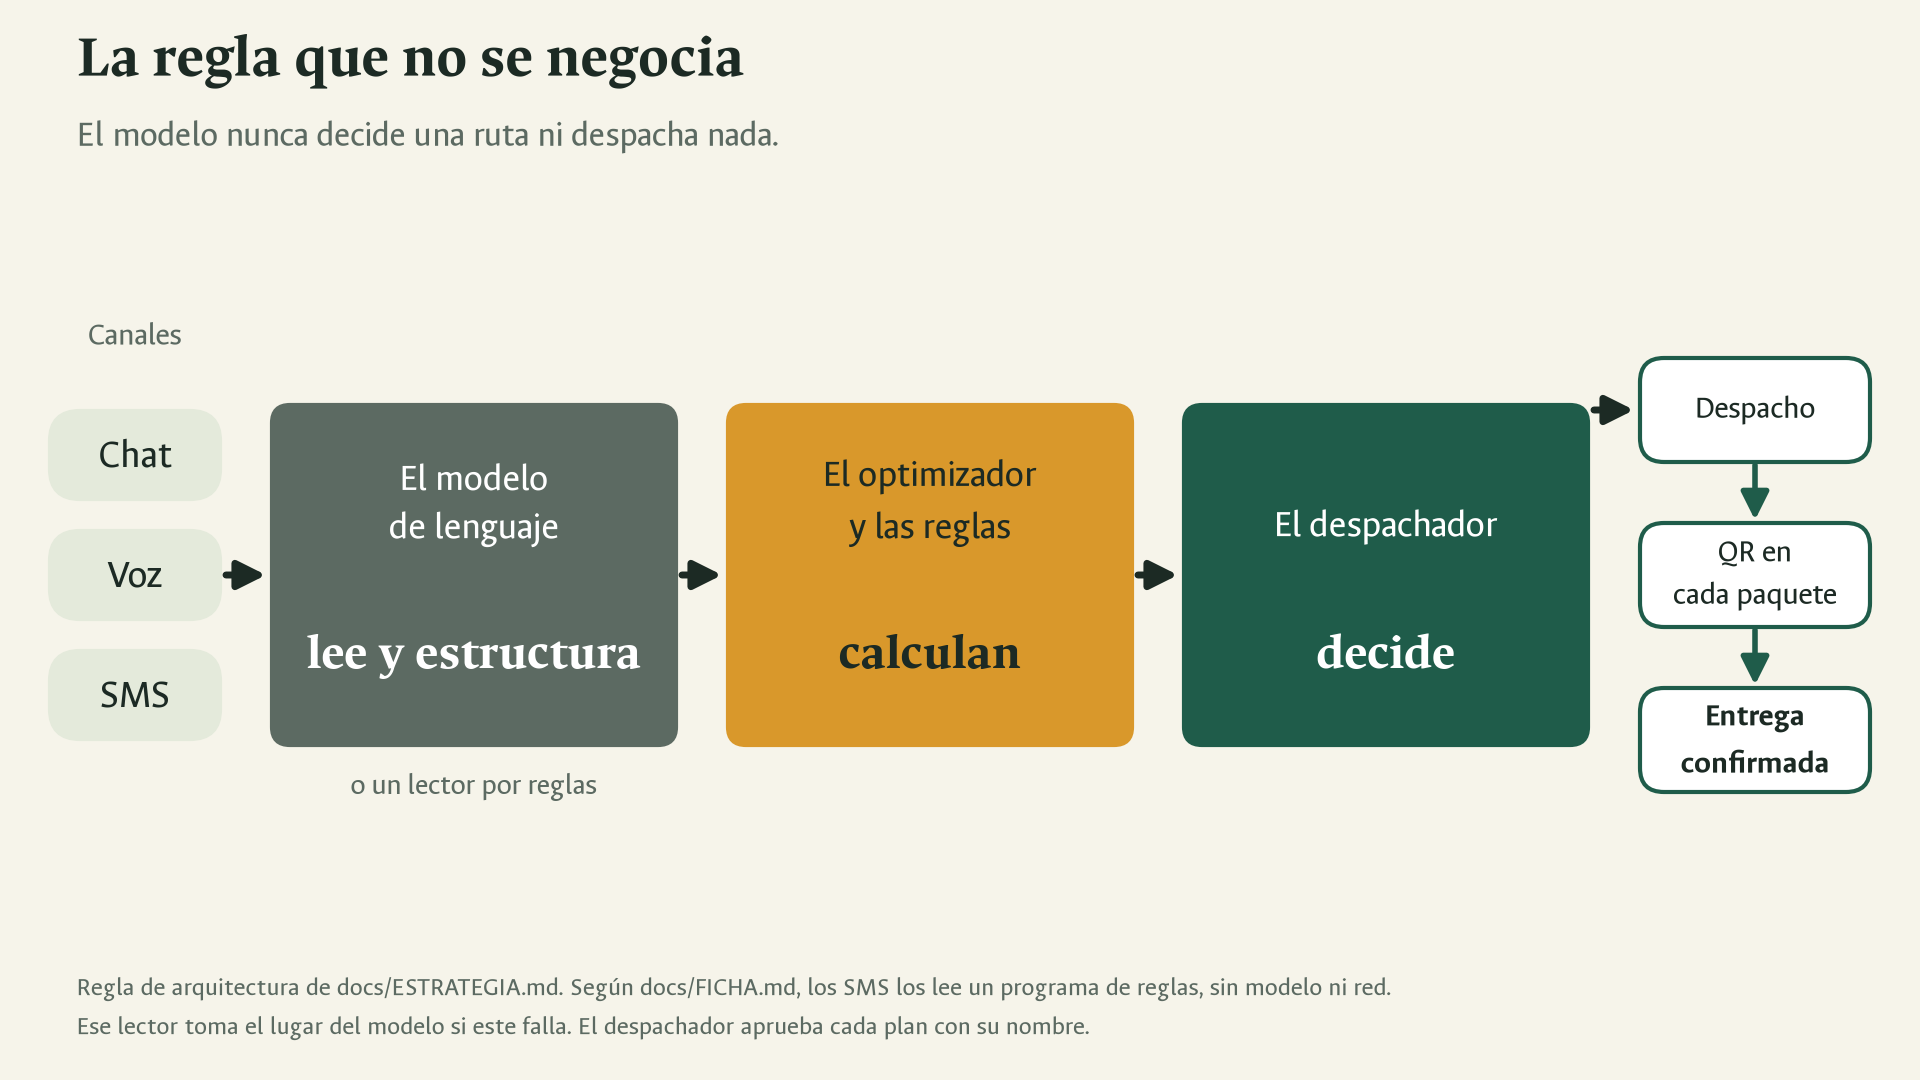 La regla que no se negocia
El modelo nunca decide una ruta ni despacha nada.
Canales
Chat
Voz
SMS
El modelo
de lenguaje
lee y estructura
o un lector por reglas
El optimizador
y las reglas
calculan
El despachador
decide
Despacho
QR en
cada paquete
Entrega
confirmada
Regla de arquitectura de docs/ESTRATEGIA.md. Según docs/FICHA.md, los SMS los lee un programa de reglas, sin modelo ni red.
Ese lector toma el lugar del modelo si este falla. El despachador aprueba cada plan con su nombre.